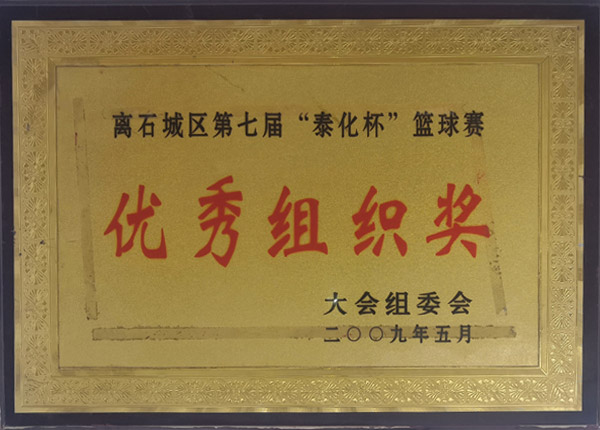 离石城区第七届“泰化杯”篮球赛
优秀组织奖
大会组委会
二〇〇九年五月